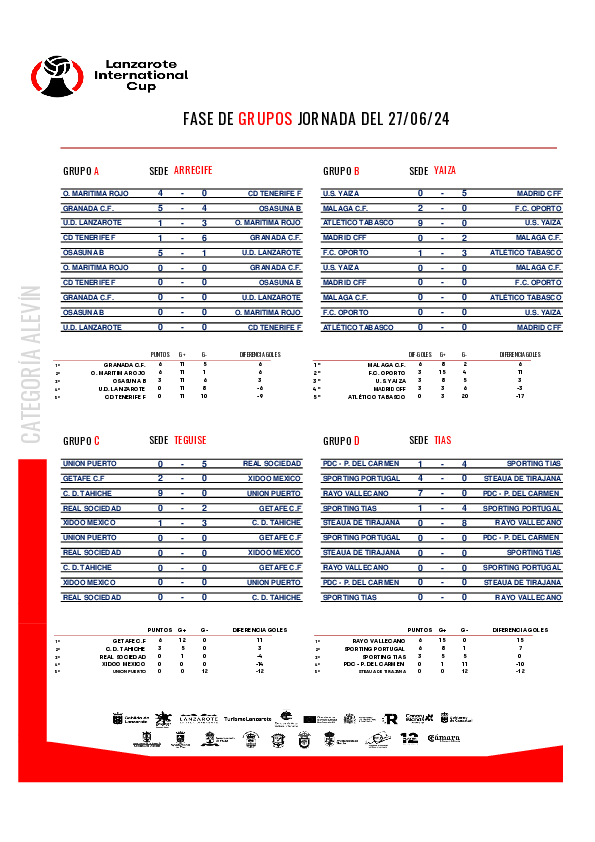 Lanzarote
International
Cup
FASE DE GRUPOS JORNADA DEL 27/06/24
CATEGORÍA ALEVÍN
GRUPO A SEDE ARRECIFE
O. MARITIMA ROJO 4 - 0 CD TENERIFE F
GRANADA C.F. 5 - 4 OSASUNA B
U.D. LANZAROTE 1 - 3 O. MARITIMA ROJO
CD TENERIFE F 1 - 6 GRANADA C.F.
OSASUNA B 5 - 1 U.D. LANZAROTE
O. MARITIMA ROJO 0 - 0 GRANADA C.F.
CD TENERIFE F 0 - 0 OSASUNA B
GRANADA C.F. 0 - 0 U.D. LANZAROTE
OSASUNA B 0 - 0 O. MARITIMA ROJO
U.D. LANZAROTE 0 - 0 CD TENERIFE F
PUNTOS G+ G- DIFERENCIA GOLES
1º GRANADA C.F. 6 11 5 6
2º O. MARITIMA ROJO 6 11 1 6
3º OSASUNA B 3 11 6 3
4º U.D. LANZAROTE 0 11 8 -6
5º CD TENERIFE F 0 11 10 -9
GRUPO B SEDE YAIZA
U.S. YAIZA 0 - 5 MADRID CFF
MALAGA C.F. 2 - 0 F.C. OPORTO
ATLÉTICO TABASCO 9 - 0 U.S. YAIZA
MADRID CFF 0 - 2 MALAGA C.F.
F.C. OPORTO 1 - 3 ATLÉTICO TABASCO
U.S. YAIZA 0 - 0 MALAGA C.F.
MADRID CFF 0 - 0 F.C. OPORTO
MALAGA C.F. 0 - 0 ATLÉTICO TABASCO
F.C. OPORTO 0 - 0 U.S. YAIZA
ATLÉTICO TABASCO 0 - 0 MADRID CFF
DIF-GOLES G+ G- DIFERENCIA GOLES
1º MALAGA C.F. 6 8 2 6
2º F.C. OPORTO 3 15 4 11
3º U.S YAIZA 3 8 5 3
4º MADRID CFF 3 3 6 -3
5º ATLÉTICO TABASCO 0 3 20 -17
GRUPO C SEDE TEGUISE
UNION PUERTO 0 - 5 REAL SOCIEDAD
GETAFE C.F 2 - 0 XIDOO MEXICO
C. D. TAHICHE 9 - 0 UNION PUERTO
REAL SOCIEDAD 0 - 2 GETAFE C.F
XIDOO MEXICO 1 - 3 C. D. TAHICHE
UNION PUERTO 0 - 0 GETAFE C.F
REAL SOCIEDAD 0 - 0 XIDOO MEXICO
C. D. TAHICHE 0 - 0 GETAFE C.F
XIDOO MEXICO 0 - 0 UNION PUERTO
REAL SOCIEDAD 0 - 0 C. D. TAHICHE
PUNTOS G+ G- DIFERENCIA GOLES
1º GETAFE C.F 6 12 0 11
2º C. D. TAHICHE 3 5 0 3
3º REAL SOCIEDAD 0 1 0 -4
4º XIDOO MEXICO 0 0 0 -14
5º UNION PUERTO 0 0 12 -12
GRUPO D SEDE TIAS
PDC - P. DEL CARMEN 1 - 4 SPORTING TIAS
SPORTING PORTUGAL 4 - 0 STEAUA DE TIRAJANA
RAYO VALLECANO 7 - 0 PDC - P. DEL CARMEN
SPORTING TIAS 1 - 4 SPORTING PORTUGAL
STEAUA DE TIRAJANA 0 - 8 RAYO VALLECANO
SPORTING PORTUGAL 0 - 0 PDC - P. DEL CARMEN
STEAUA DE TIRAJANA 0 - 0 SPORTING TIAS
RAYO VALLECANO 0 - 0 SPORTING PORTUGAL
PDC - P. DEL CARMEN 0 - 0 STEAUA DE TIRAJANA
SPORTING TIAS 0 - 0 RAYO VALLECANO
PUNTOS G+ G- DIFERENCIA GOLES
1º RAYO VALLECANO 6 15 0 15
2º SPORTING PORTUGAL 6 8 1 7
3º SPORTING TIAS 3 5 5 0
4º PDC - P. DEL CARMEN 0 1 11 -10
5º STEAUA DE TIRAJANA 0 0 12 -12
Cabildo de Lanzarote
LANZAROTE
Turismo Lanzarote
R
12
Cámara